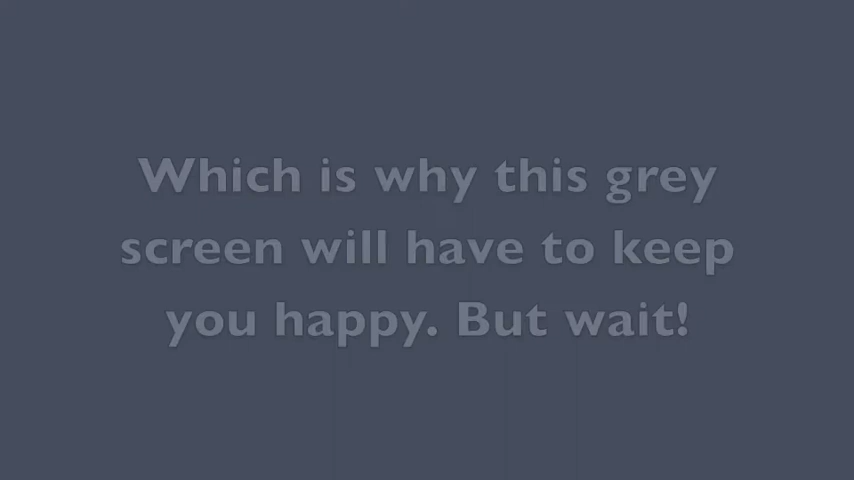 Which is why this grey
screen will have to keep
you happy. But wait!